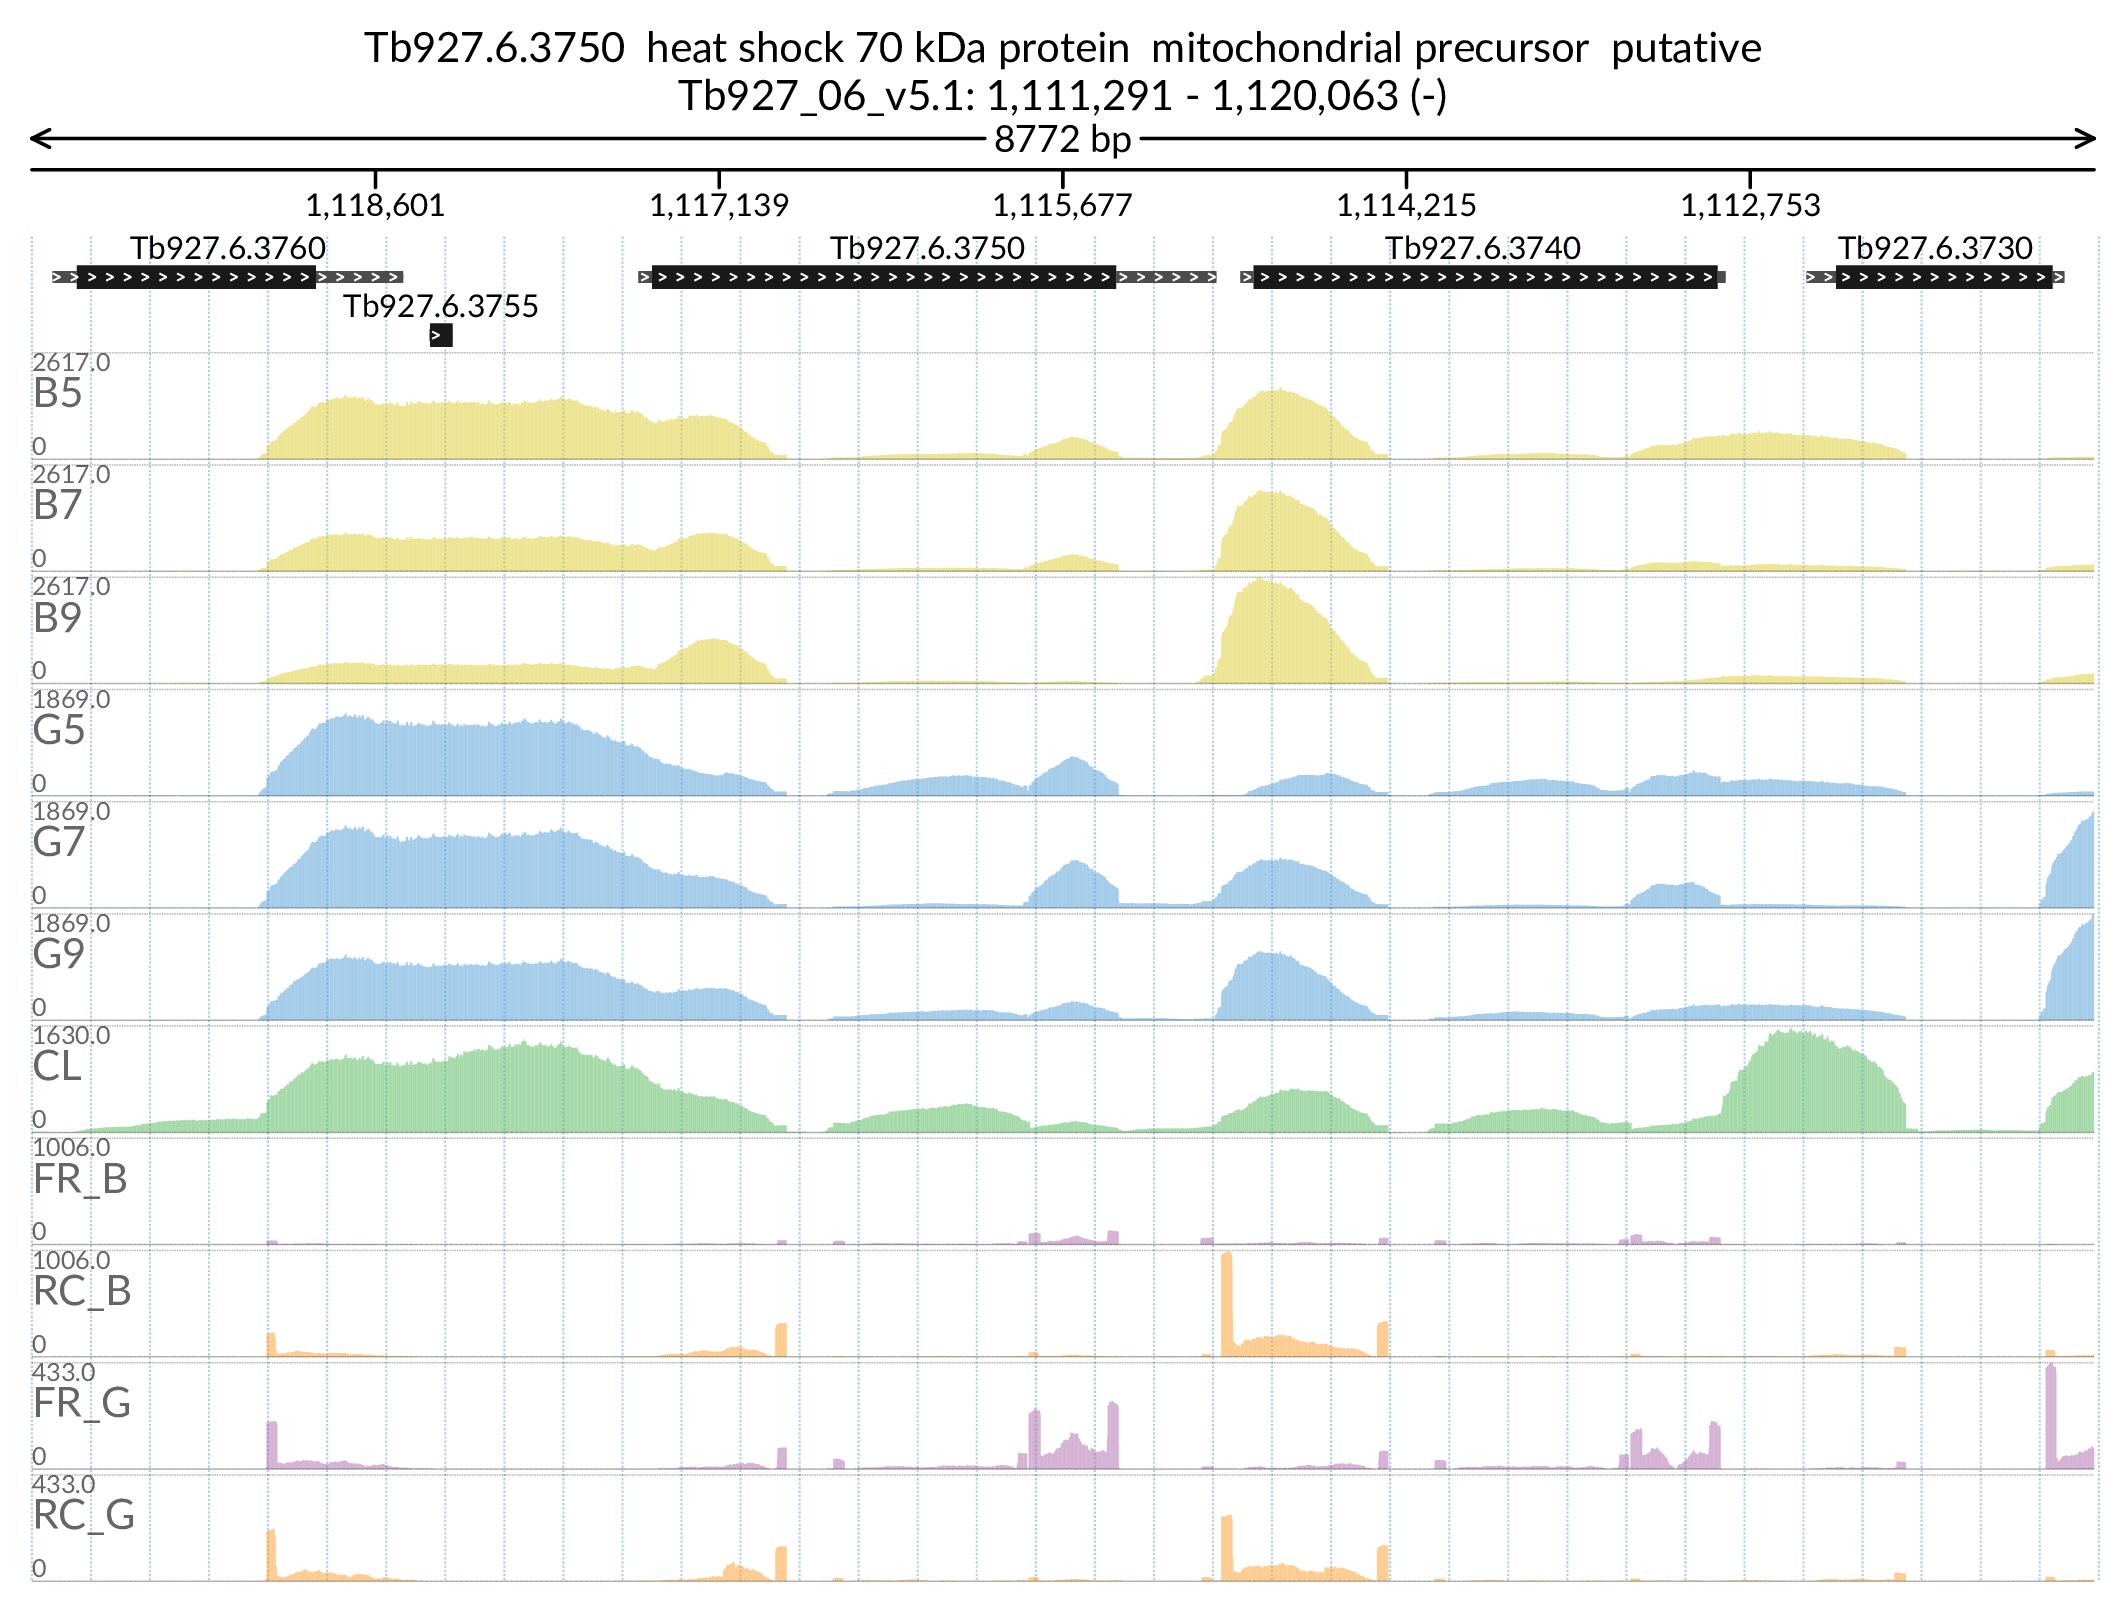 Tb927.6.3750  heat shock 70 kDa protein  mitochondrial precursor  putative
Tb927_06_v5.1: 1,111,291 - 1,120,063 (-)
8772 bp
1,118,601 1,117,139 1,115,677 1,114,215 1,112,753
Tb927.6.3760 Tb927.6.3750 Tb927.6.3740 Tb927.6.3730
Tb927.6.3755
2617.0
B5
0
2617.0
B7
0
2617.0
B9
0
1869.0
G5
0
1869.0
G7
0
1869.0
G9
0
1630.0
CL
0
1006.0
FR_B
0
1006.0
RC_B
0
433.0
FR_G
0
433.0
RC_G
0